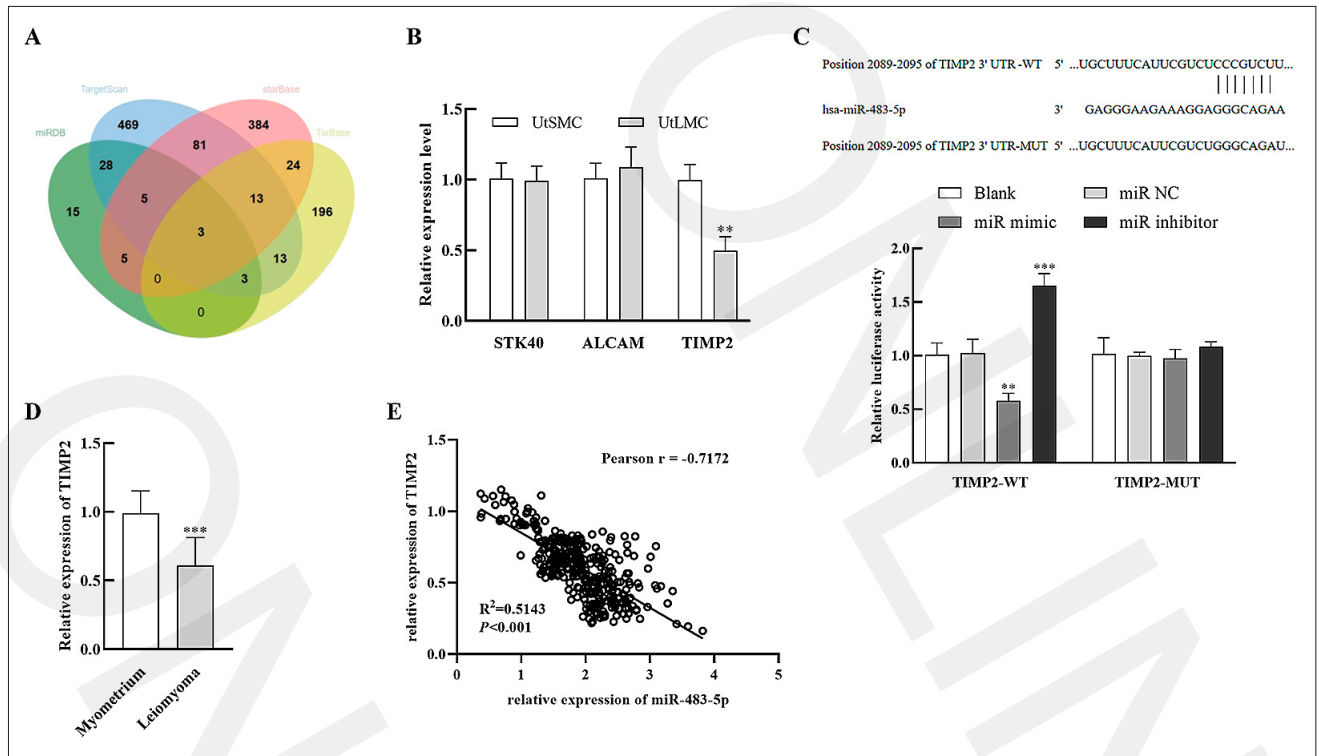 A
TargetScan
starBase
miRDB
TarBase
469
384
28
81
24
15
5
13
196
3
5
0
3
13
0
B
Relative expression level
1.5
1.0
0.5
0.0
UtSMC
UtLMC
**
STK40
ALCAM
TIMP2
C
Position 2089-2095 of TIMP2 3' UTR-WT 5' ...UGCUUUCAUUCGUCUCCCGUCUU...
hsa-miR-483-5p 3' GAGGGAAGAAAGGAGGGCAGAA
Position 2089-2095 of TIMP2 3' UTR-MUT 5' ...UGCUUUCAUUCGUCUGGGCAGAU...
Blank
miR NC
miR mimic
miR inhibitor
Relative luciferase activity
2.0
1.5
1.0
0.5
0.0
**
***
TIMP2-WT
TIMP2-MUT
D
Relative expression of TIMP2
1.5
1.0
0.5
0.0
***
Myometrium
Leiomyoma
E
relative expression of TIMP2
1.5
1.0
0.5
0.0
Pearson r = -0.7172
R²=0.5143
P<0.001
0
1
2
3
4
5
relative expression of miR-483-5p